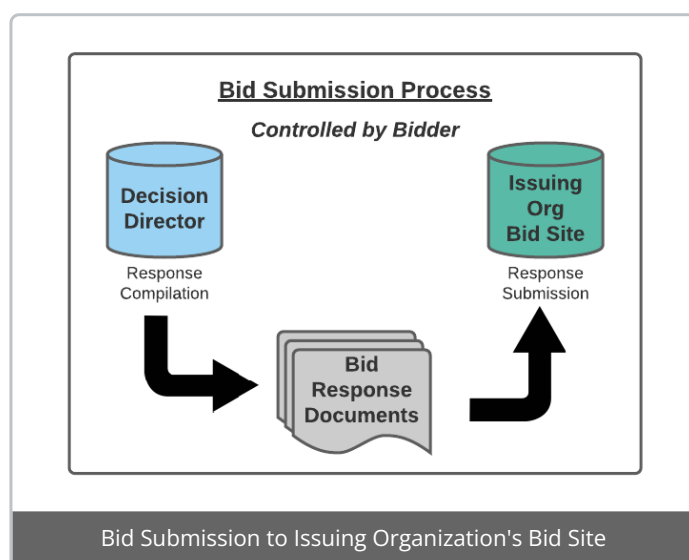 Bid Submission Process
Controlled by Bidder
Decision
Director
Response
Compilation
Issuing
Org
Bid Site
Response
Submission
Bid
Response
Documents
Bid Submission to Issuing Organization's Bid Site